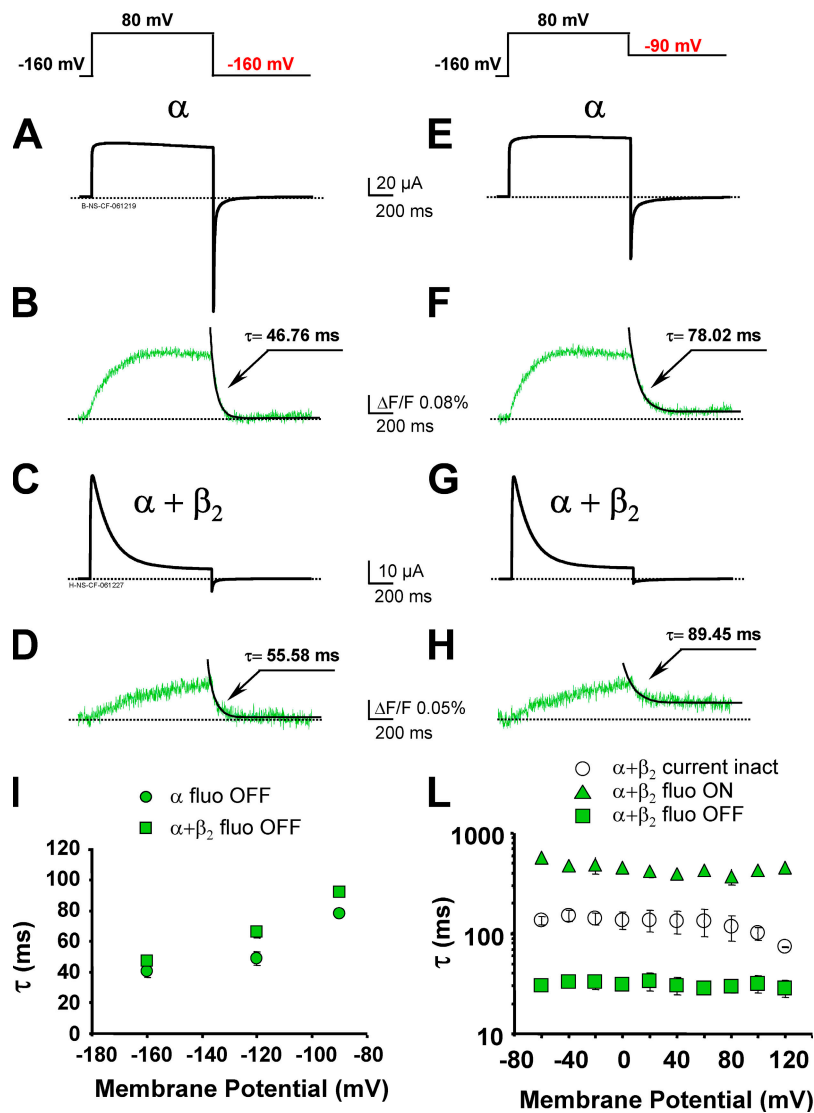 80 mV
-160 mV
-160 mV
80 mV
-160 mV
-90 mV
A
α
B-NS-CF-061219
20 µA
200 ms
E
B
τ= 46.76 ms
ΔF/F 0.08%
200 ms
F
τ= 78.02 ms
C
α + β2
H-NS-CF-061227
10 µA
200 ms
G
α + β2
D
τ= 55.58 ms
ΔF/F 0.05%
200 ms
H
τ= 89.45 ms
I
α fluo OFF
α+β2 fluo OFF
120
100
80
60
40
20
0
τ (ms)
-180 -160 -140 -120 -100 -80
Membrane Potential (mV)
L
α+β2 current inact
α+β2 fluo ON
α+β2 fluo OFF
1000
100
10
τ (ms)
-80 -40 0 40 80 120
Membrane Potential (mV)